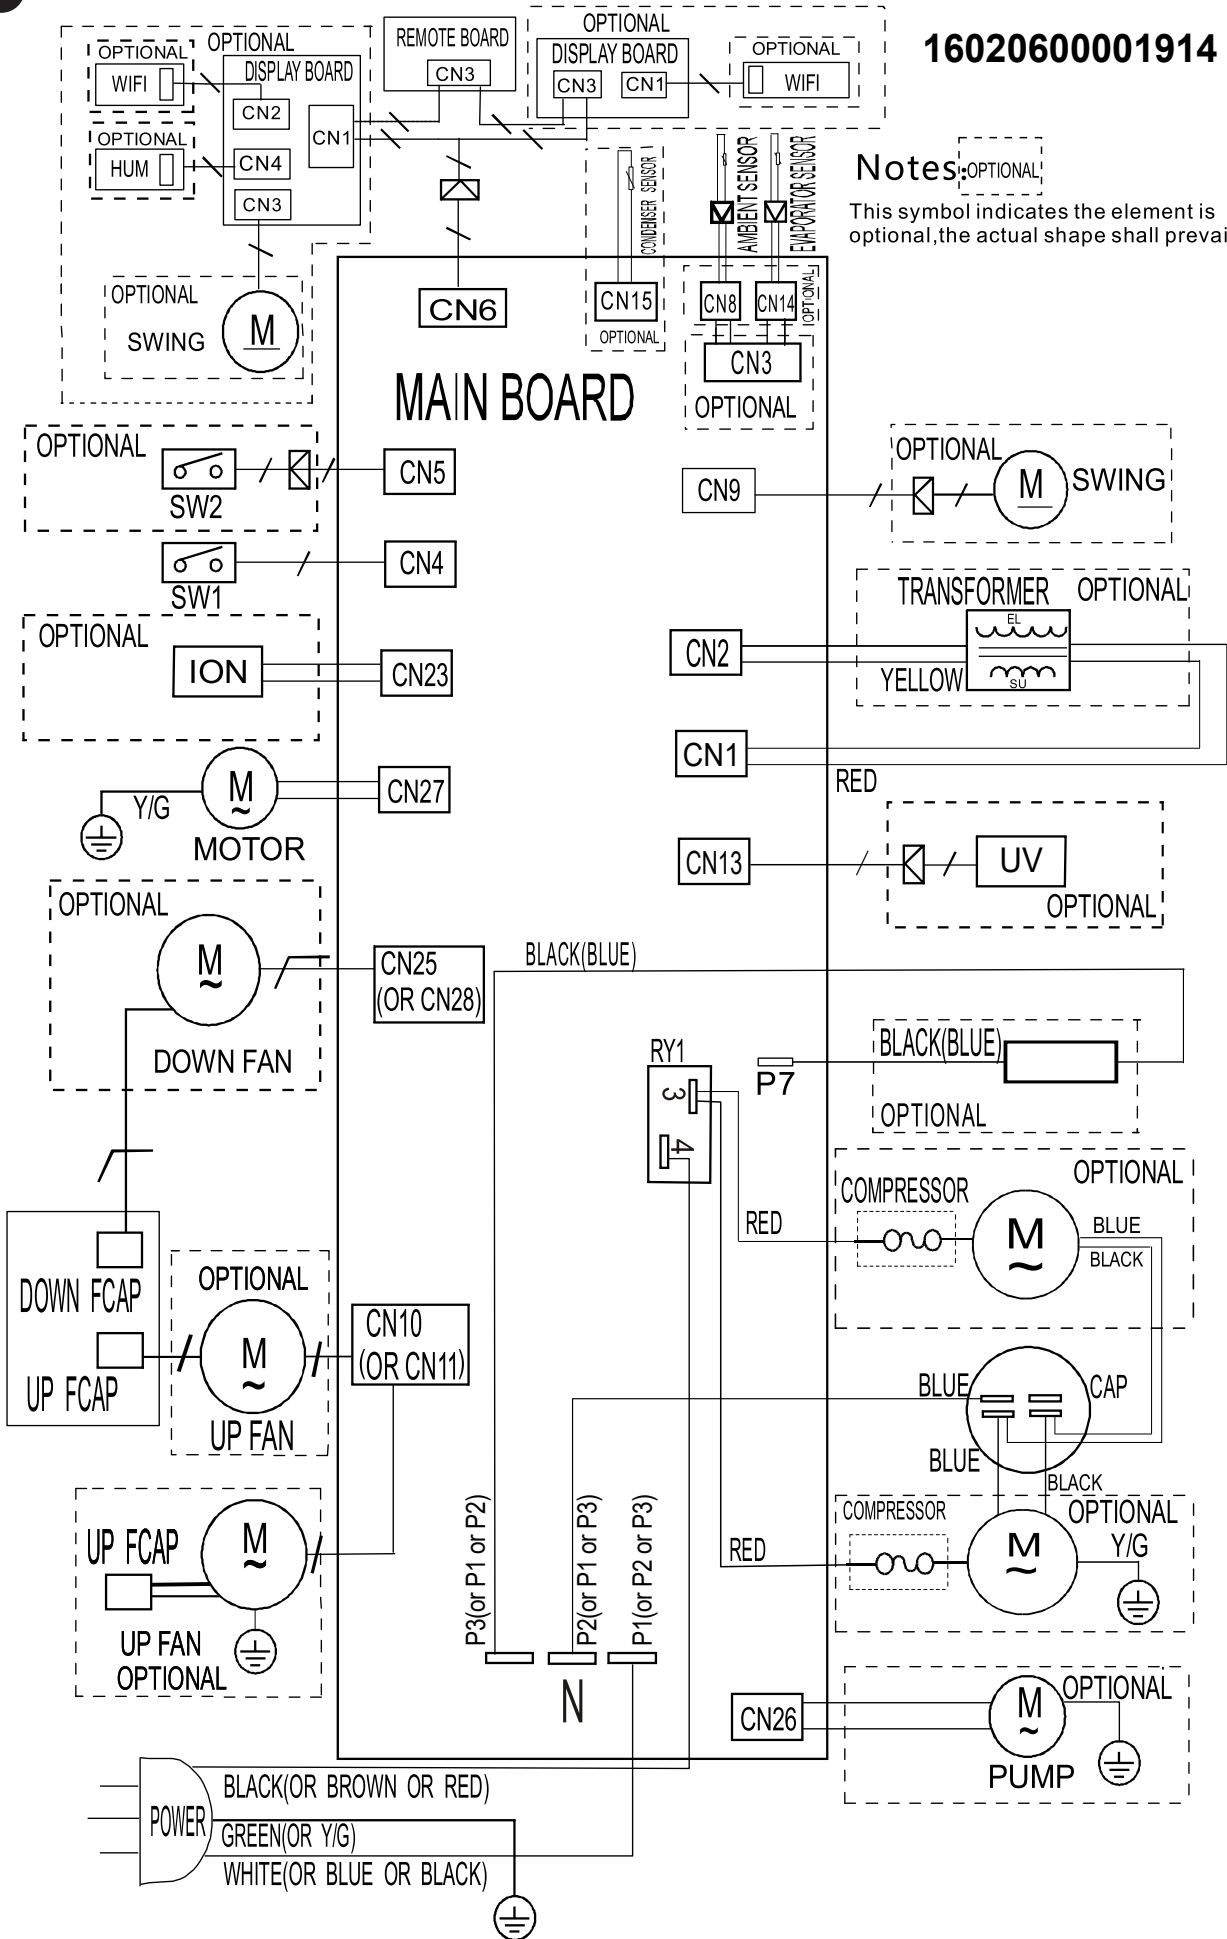 16020600001914
OPTIONAL
WIFI
OPTIONAL
HUM
OPTIONAL
DISPLAY BOARD
CN2
CN4
CN3
CN1
OPTIONAL
SWING
M
REMOTE BOARD
CN3
OPTIONAL
DISPLAY BOARD
CN3
CN1
OPTIONAL
WIFI
Notes: OPTIONAL
This symbol indicates the element is
optional,the actual shape shall prevai
CN6
CONDENSER SENSOR
CN15
OPTIONAL
AMBIENT SENSOR
EVAPORATOR SENSOR
CN8
CN14
OPTIONAL
CN3
OPTIONAL
MAIN BOARD
OPTIONAL
SW2
CN5
SW1
CN4
OPTIONAL
ION
CN23
M
~
Y/G
MOTOR
CN27
OPTIONAL
M
~
DOWN FAN
CN25
(OR CN28)
DOWN FCAP
UP FCAP
OPTIONAL
M
~
UP FAN
CN10
(OR CN11)
UP FCAP
M
~
UP FAN
OPTIONAL
CN9
OPTIONAL
M
SWING
TRANSFORMER
OPTIONAL
EL
SU
CN2
YELLOW
CN1
RED
CN13
UV
OPTIONAL
BLACK(BLUE)
RY1
3
4
P7
BLACK(BLUE)
OPTIONAL
OPTIONAL
COMPRESSOR
RED
M
~
BLUE
BLACK
BLUE
CAP
BLUE
BLACK
COMPRESSOR
OPTIONAL
RED
M
~
Y/G
P3(or P1 or P2)
P2(or P1 or P3)
P1(or P2 or P3)
N
CN26
M
~
OPTIONAL
PUMP
POWER
BLACK(OR BROWN OR RED)
GREEN(OR Y/G)
WHITE(OR BLUE OR BLACK)